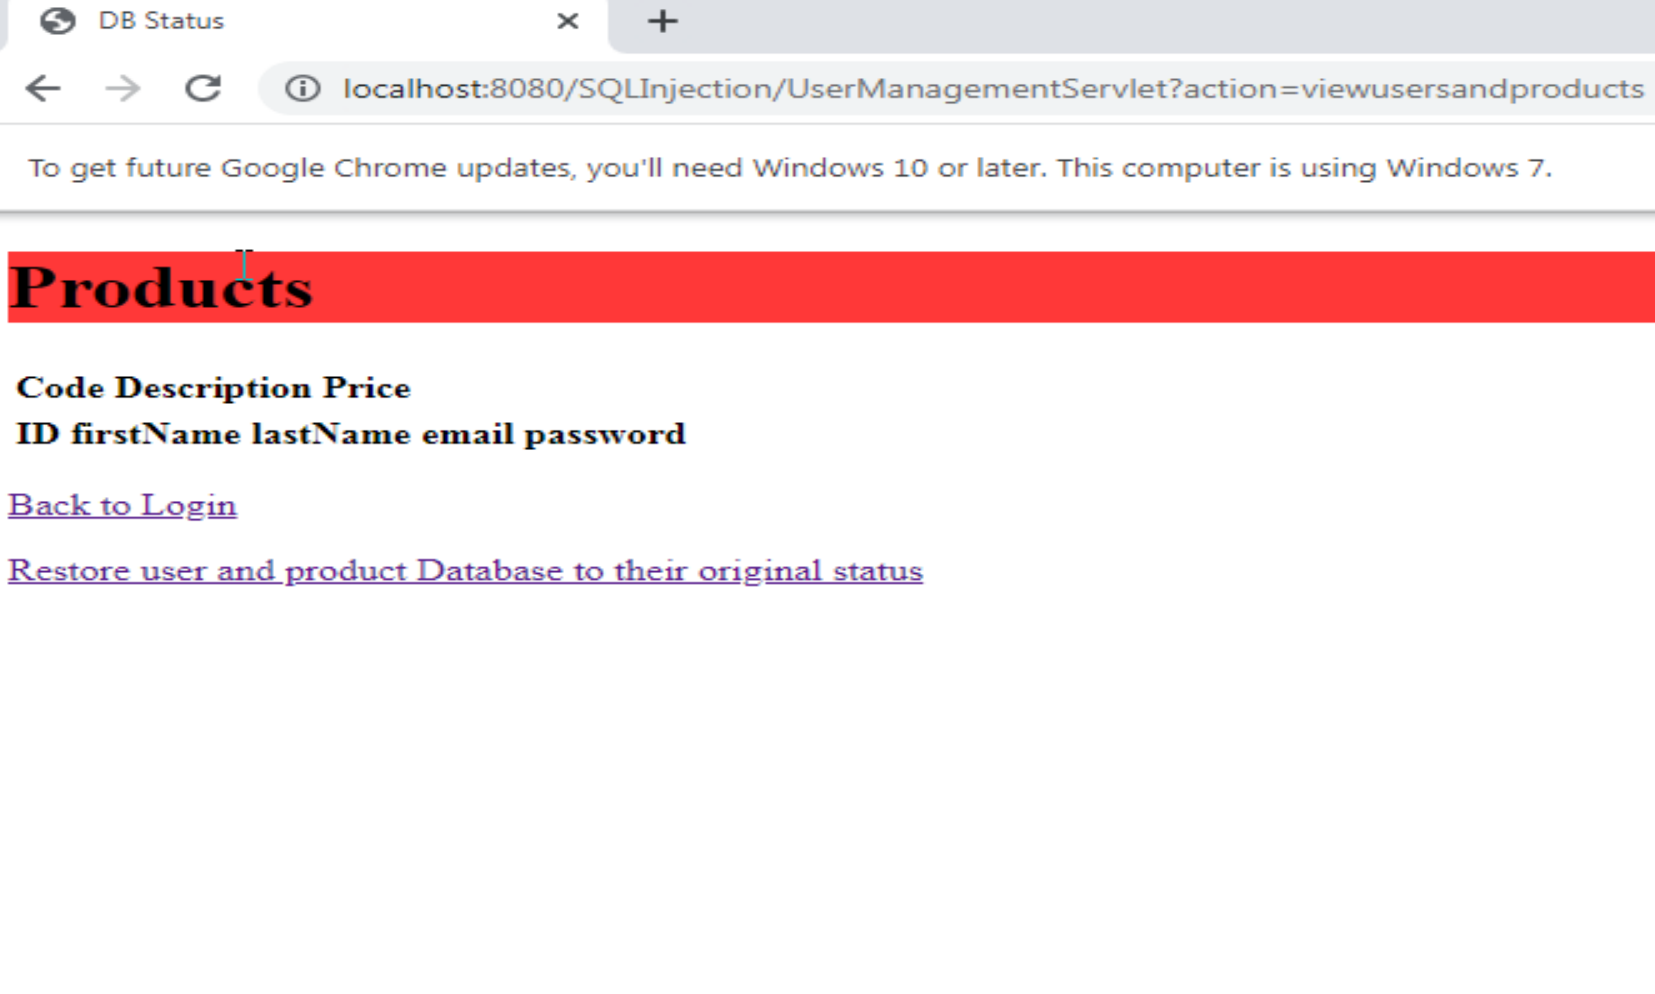 DB Status
localhost:8080/SQLInjection/UserManagementServlet?action=viewusersandproducts
To get future Google Chrome updates, you'll need Windows 10 or later. This computer is using Windows 7.
Products
Code Description Price
ID firstName lastName email password
Back to Login
Restore user and product Database to their original status